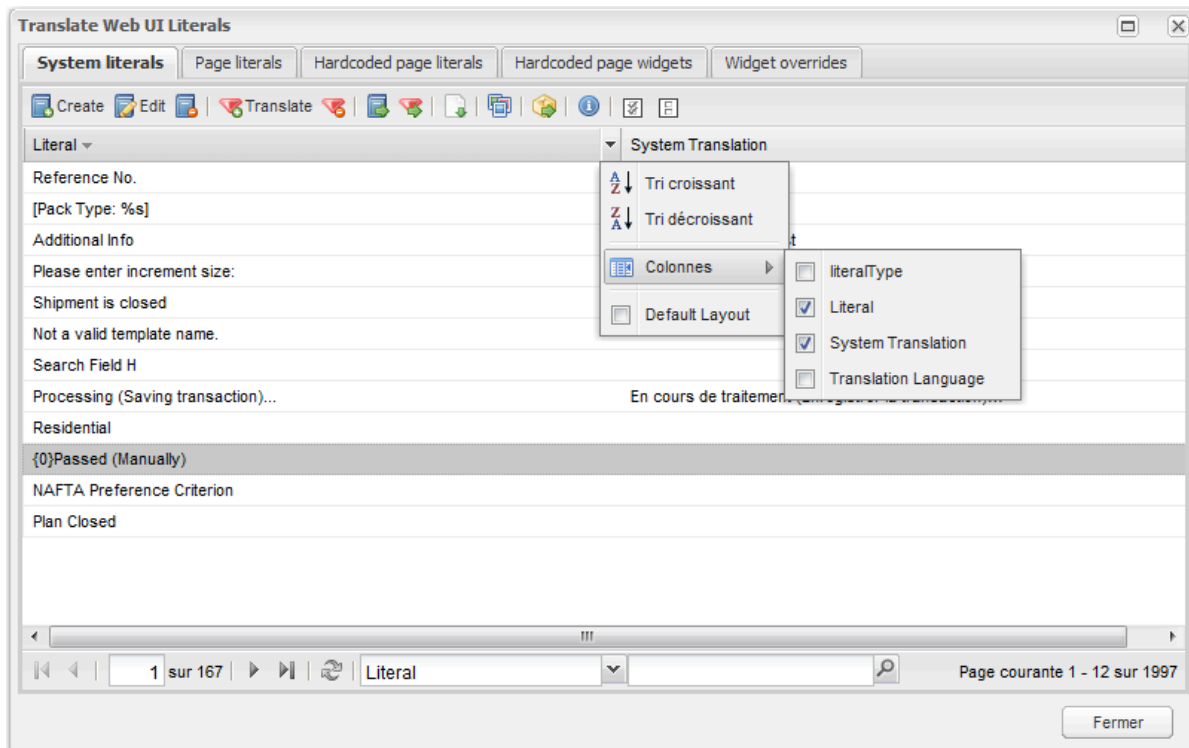 Translate Web UI Literals
System literals
Page literals
Hardcoded page literals
Hardcoded page widgets
Widget overrides
Create Edit Translate
Literal
System Translation
Reference No.
[Pack Type: %s]
Additional Info
Please enter increment size:
Shipment is closed
Not a valid template name.
Search Field H
Processing (Saving transaction)...
En cours de traitement
Residential
{0}Passed (Manually)
NAFTA Preference Criterion
Plan Closed
Tri croissant
Tri décroissant
Colonnes
Default Layout
literalType
Literal
System Translation
Translation Language
1 sur 167
Literal
Page courante 1 - 12 sur 1997
Fermer